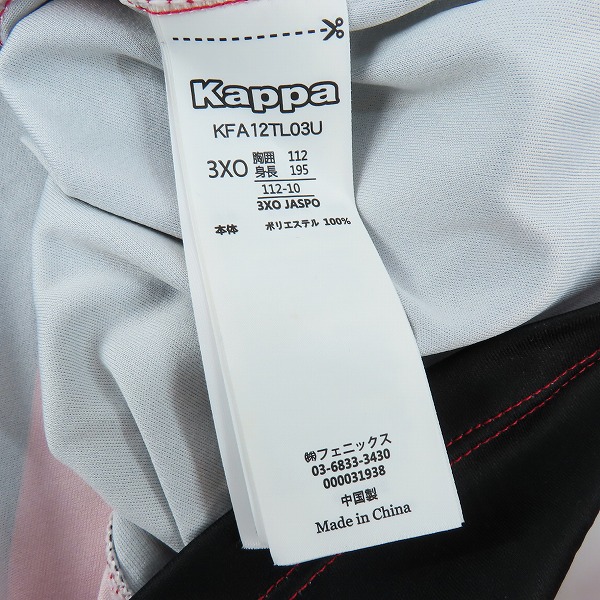 Kappa
KFA12TL03U
3XO 胸囲 112
身長 195
112-10
3XO JASPO
本体 ポリエステル 100%
㈱フェニックス
03-6833-3430
000031938
中国製
Made in China